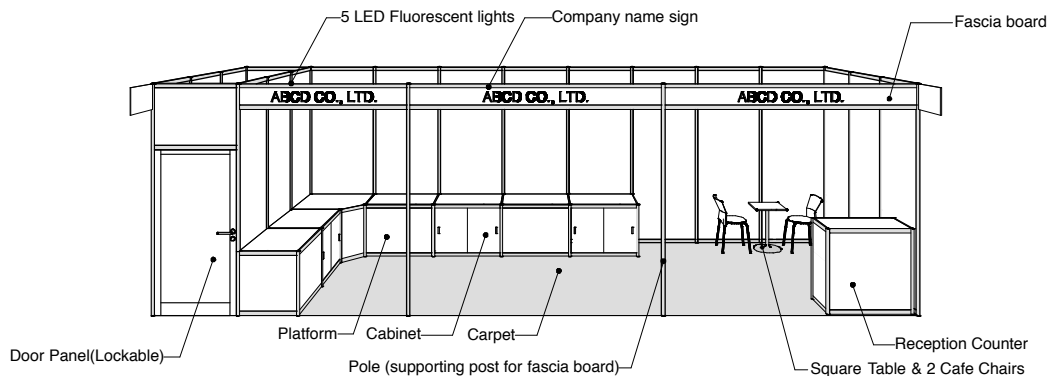 5 LED Fluorescent lights
Company name sign
Fascia board
ABCD CO., LTD.
ABCD CO., LTD.
ABCD CO., LTD.
Platform
Cabinet
Carpet
Door Panel(Lockable)
Pole (supporting post for fascia board)
Reception Counter
Square Table & 2 Cafe Chairs